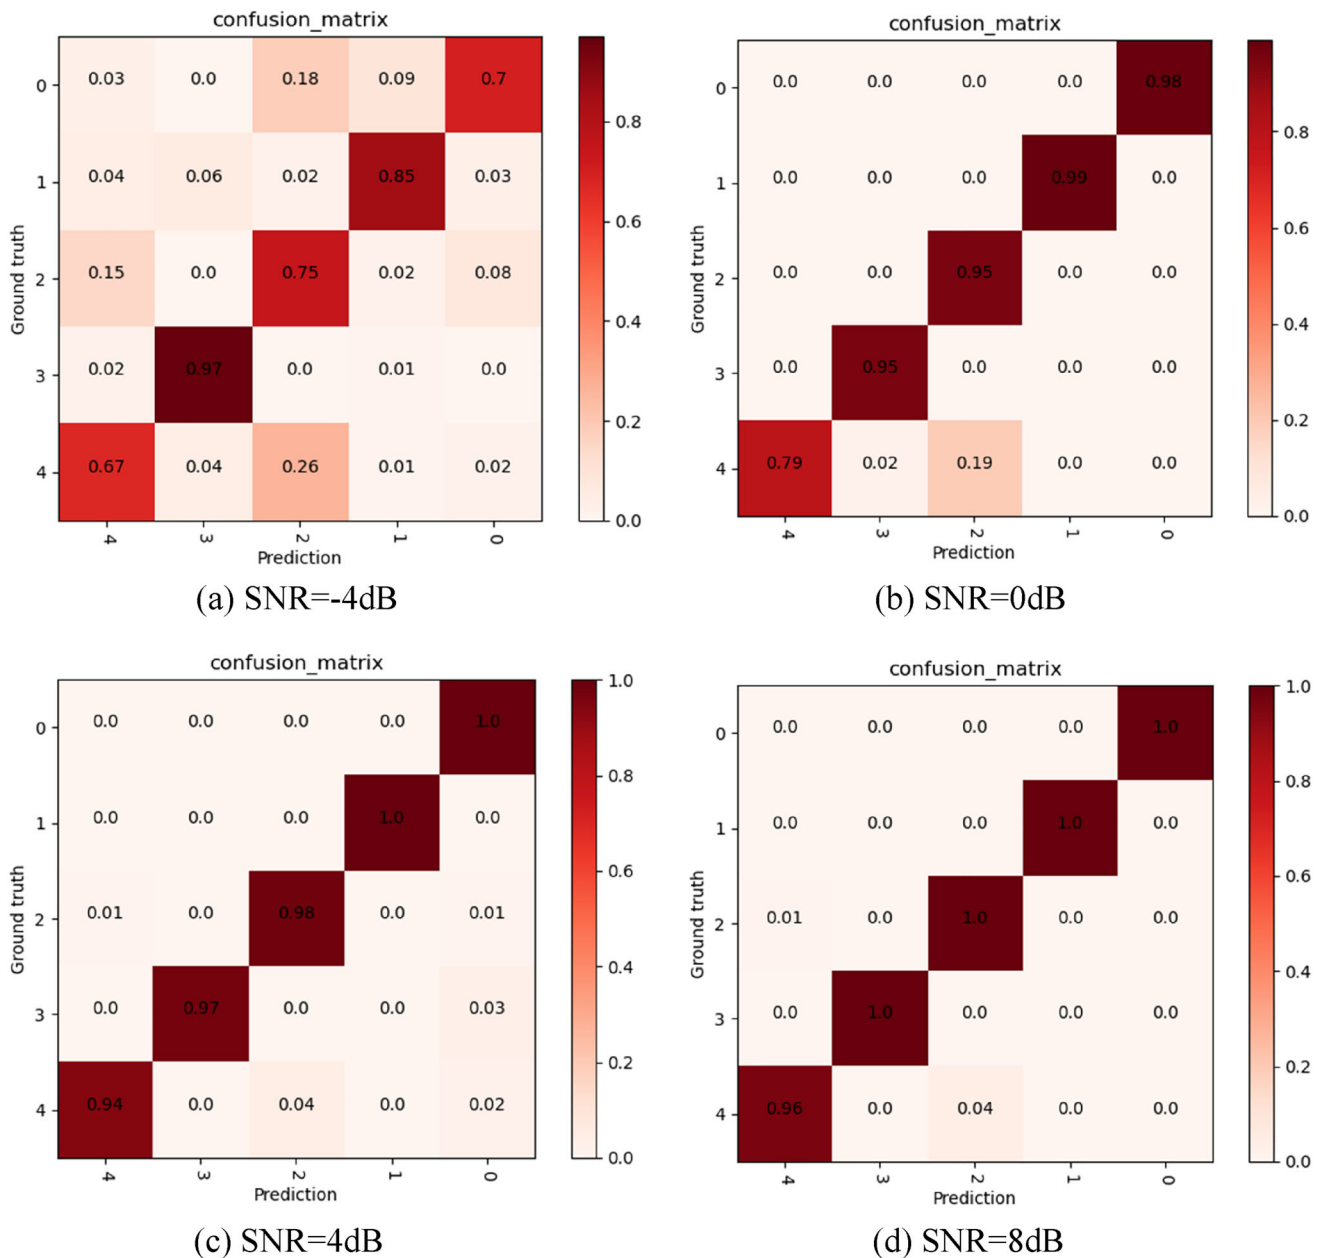 confusion_matrix
0 0.03 0.0 0.18 0.09 0.7
1 0.04 0.06 0.02 0.85 0.03
2 0.15 0.0 0.75 0.02 0.08
3 0.02 0.97 0.0 0.01 0.0
4 0.67 0.04 0.26 0.01 0.02
4 3 2 1 0
Ground truth
Prediction
0.8
0.6
0.4
0.2
0.0
(a) SNR=-4dB
confusion_matrix
0 0.0 0.0 0.0 0.0 0.98
1 0.0 0.0 0.0 0.99 0.0
2 0.0 0.0 0.95 0.0 0.0
3 0.0 0.95 0.0 0.0 0.0
4 0.79 0.02 0.19 0.0 0.0
4 3 2 1 0
Ground truth
Prediction
0.8
0.6
0.4
0.2
0.0
(b) SNR=0dB
confusion_matrix
0 0.0 0.0 0.0 0.0 1.0
1 0.0 0.0 0.0 1.0 0.0
2 0.01 0.0 0.98 0.0 0.01
3 0.0 0.97 0.0 0.0 0.03
4 0.94 0.0 0.04 0.0 0.02
4 3 2 1 0
Ground truth
Prediction
1.0
0.8
0.6
0.4
0.2
0.0
(c) SNR=4dB
confusion_matrix
0 0.0 0.0 0.0 0.0 1.0
1 0.0 0.0 0.0 1.0 0.0
2 0.01 0.0 1.0 0.0 0.0
3 0.0 1.0 0.0 0.0 0.0
4 0.96 0.0 0.04 0.0 0.0
4 3 2 1 0
Ground truth
Prediction
1.0
0.8
0.6
0.4
0.2
0.0
(d) SNR=8dB